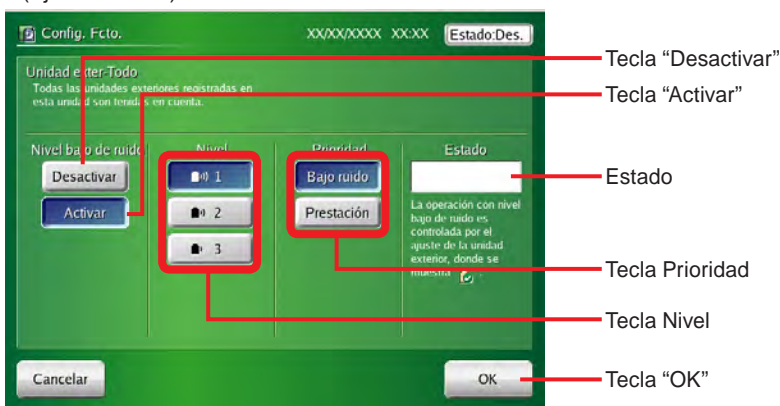 Config. Fcto.
XX/XX/XXXX XX:XX
Estado:Des.
Tecla “Desactivar”
Unidad exter-Todo
Todas las unidades exteriores registradas en
esta unidad son tenidas en cuenta.
Tecla “Activar”
Nivel bajo de ruido
Nivel
Prioridad
Estado
Desactivar
1
Bajo ruido
Estado
Activar
2
Prestación
La operación con nivel
bajo de ruido es
controlada por el
ajuste de la unidad
exterior, donde se
muestra .
3
Tecla Prioridad
Tecla Nivel
Cancelar
OK
Tecla “OK”